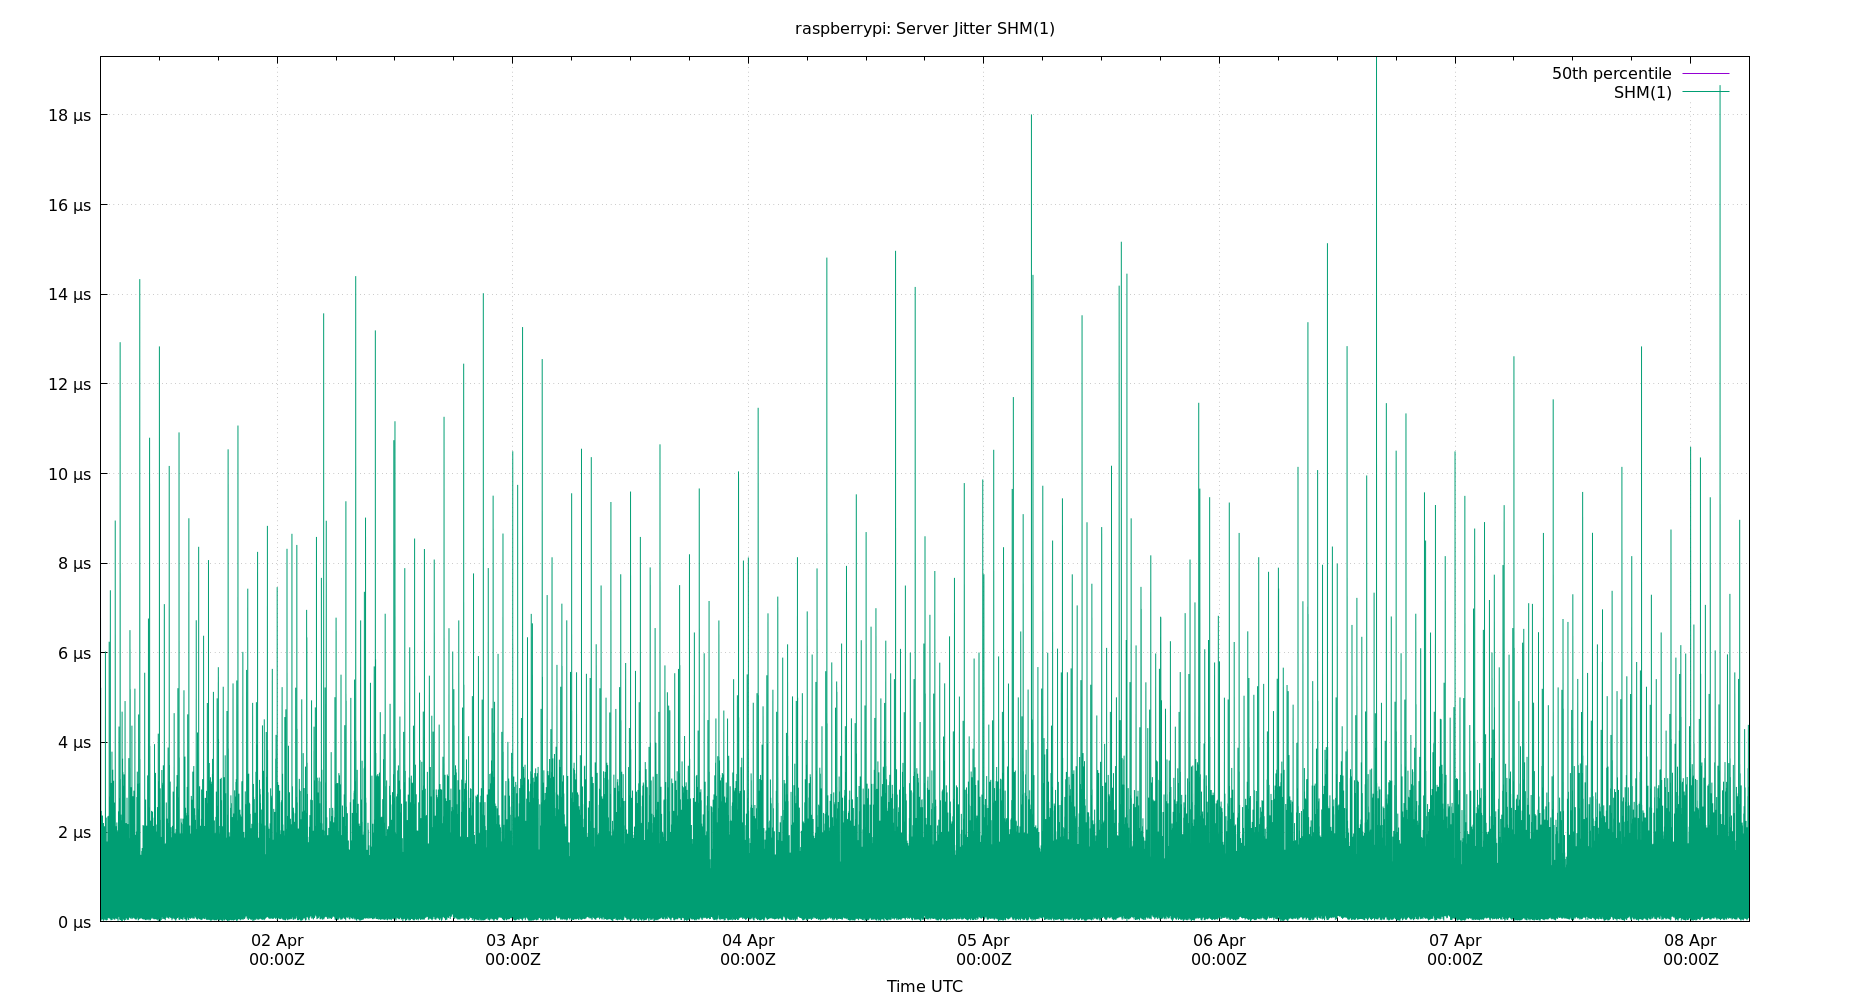 raspberrypi: Server Jitter SHM(1)
50th percentile
SHM(1)
18 µs
16 µs
14 µs
12 µs
10 µs
8 µs
6 µs
4 µs
2 µs
0 µs
02 Apr 03 Apr 04 Apr 05 Apr 06 Apr 07 Apr 08 Apr
00:00Z 00:00Z 00:00Z 00:00Z 00:00Z 00:00Z 00:00Z
Time UTC